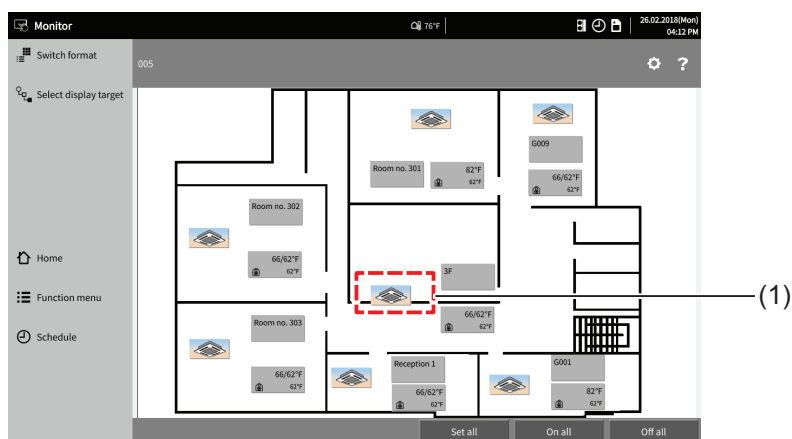 Monitor
76°F
26.02.2018(Mon)
04:12 PM
Switch format
Select display target
Home
Function menu
Schedule
005
?
G009
66/62°F
62°F
Room no. 301
82°F
62°F
Room no. 302
66/62°F
62°F
3F
66/62°F
62°F
(1)
Room no. 303
66/62°F
62°F
Reception 1
66/62°F
62°F
G001
82°F
62°F
Set all
On all
Off all